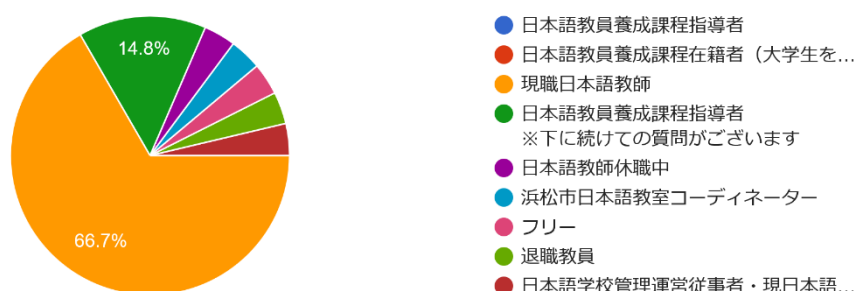 14.8%
66.7%
日本語教員養成課程指導者
日本語教員養成課程在籍者（大学生を...
現職日本語教師
日本語教員養成課程指導者
※下に続けての質問がございます
日本語教師休職中
浜松市日本語教室コーディネーター
フリー
退職教員
日本語学校管理運営従事者・現日本語...